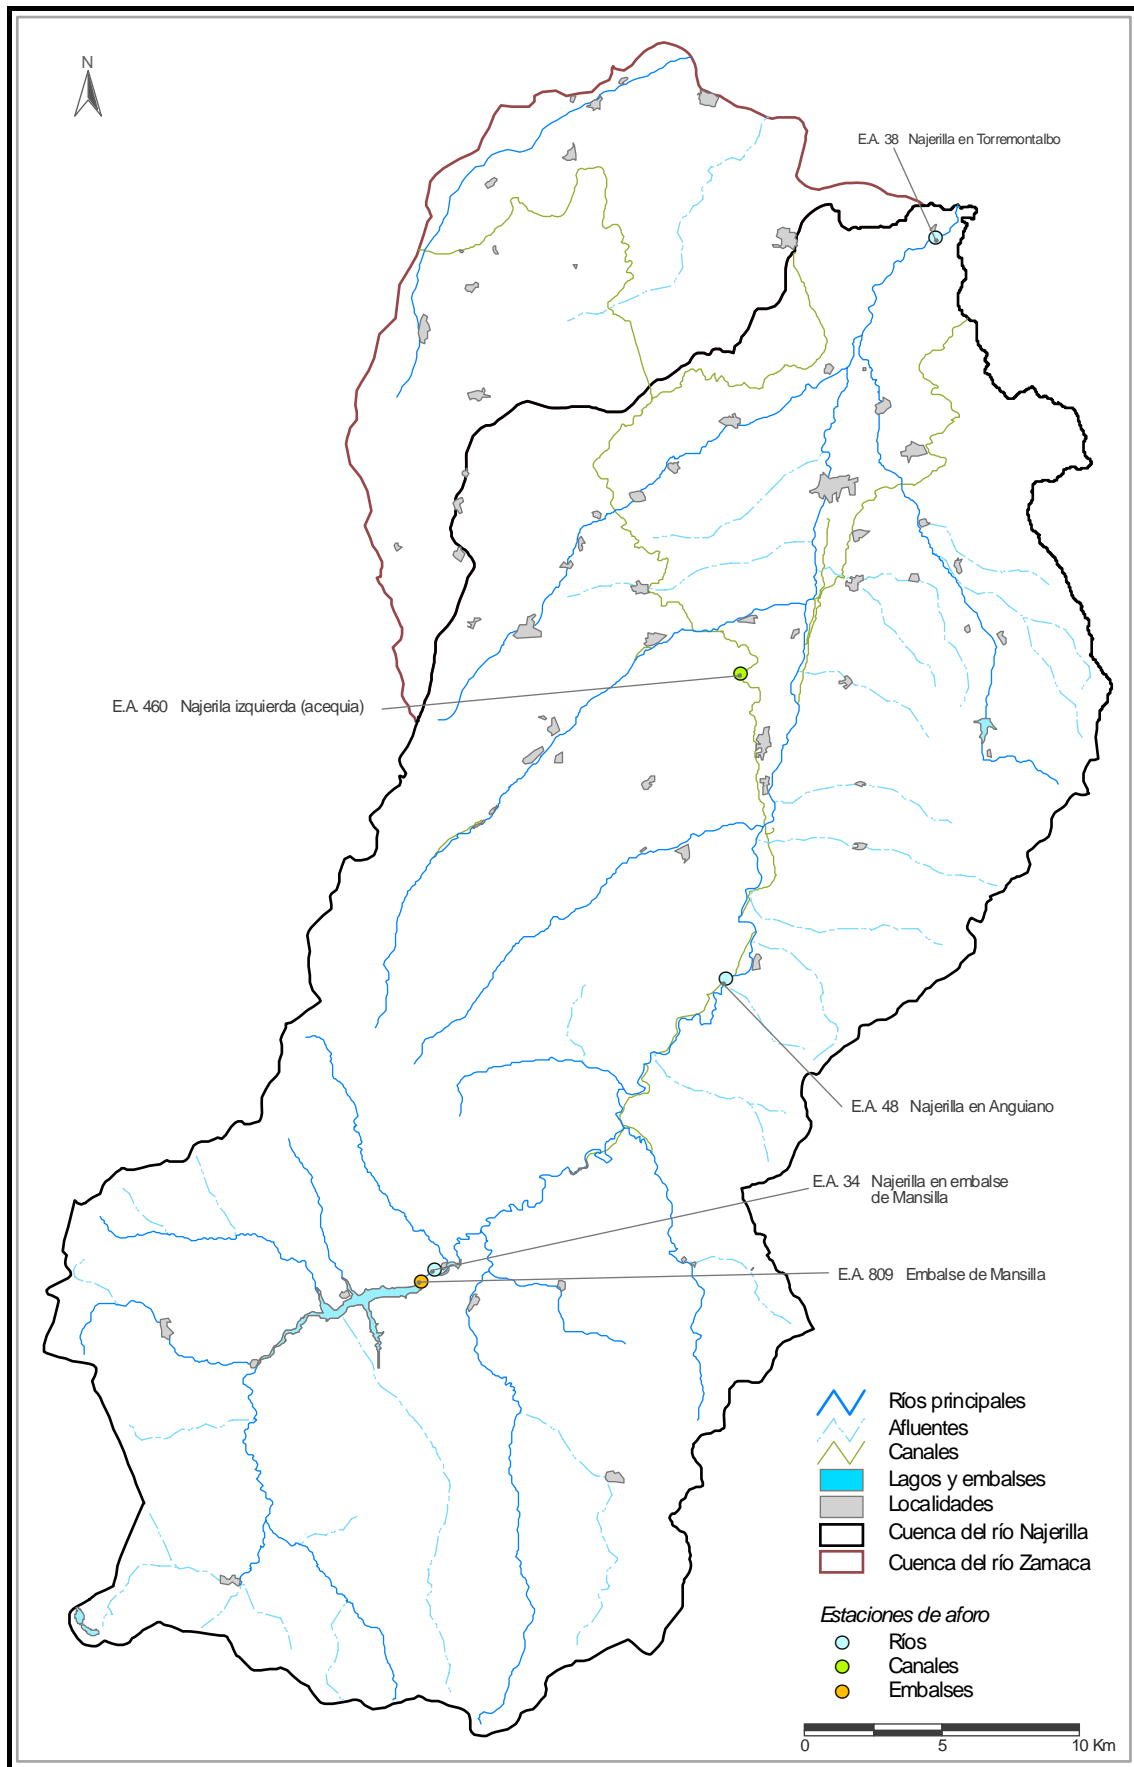 N
E.A. 38 Najerilla en Torremontalbo
E.A. 460 Najerila izquierda (acequia)
E.A. 48 Najerilla en Anguiano
E.A. 34 Najerilla en embalse
de Mansilla
E.A. 809 Embalse de Mansilla
Ríos principales
Afluentes
Canales
Lagos y embalses
Localidades
Cuenca del río Najerilla
Cuenca del río Zamaca
Estaciones de aforo
Ríos
Canales
Embalses
0 5 10 Km